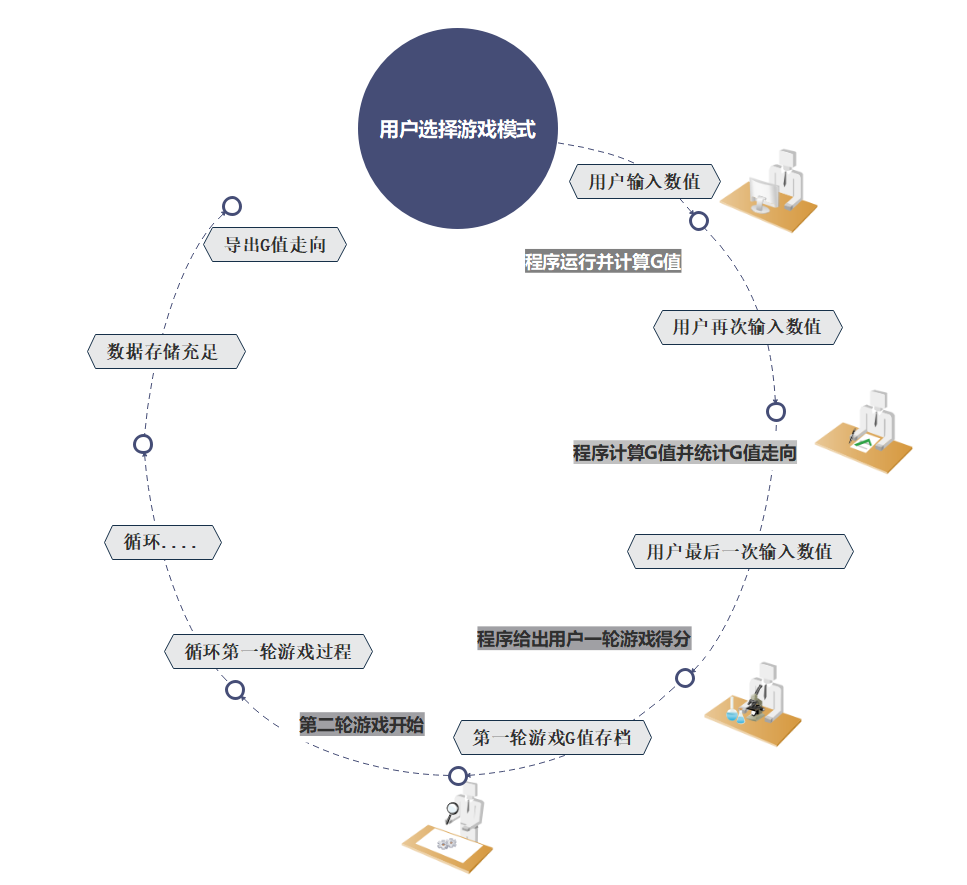 用户选择游戏模式
用户输入数值
程序运行并计算G值
用户再次输入数值
程序计算G值并统计G值走向
用户最后一次输入数值
程序给出用户一轮游戏得分
第一轮游戏G值存档
第二轮游戏开始
循环第一轮游戏过程
循环....
数据存储充足
导出G值走向